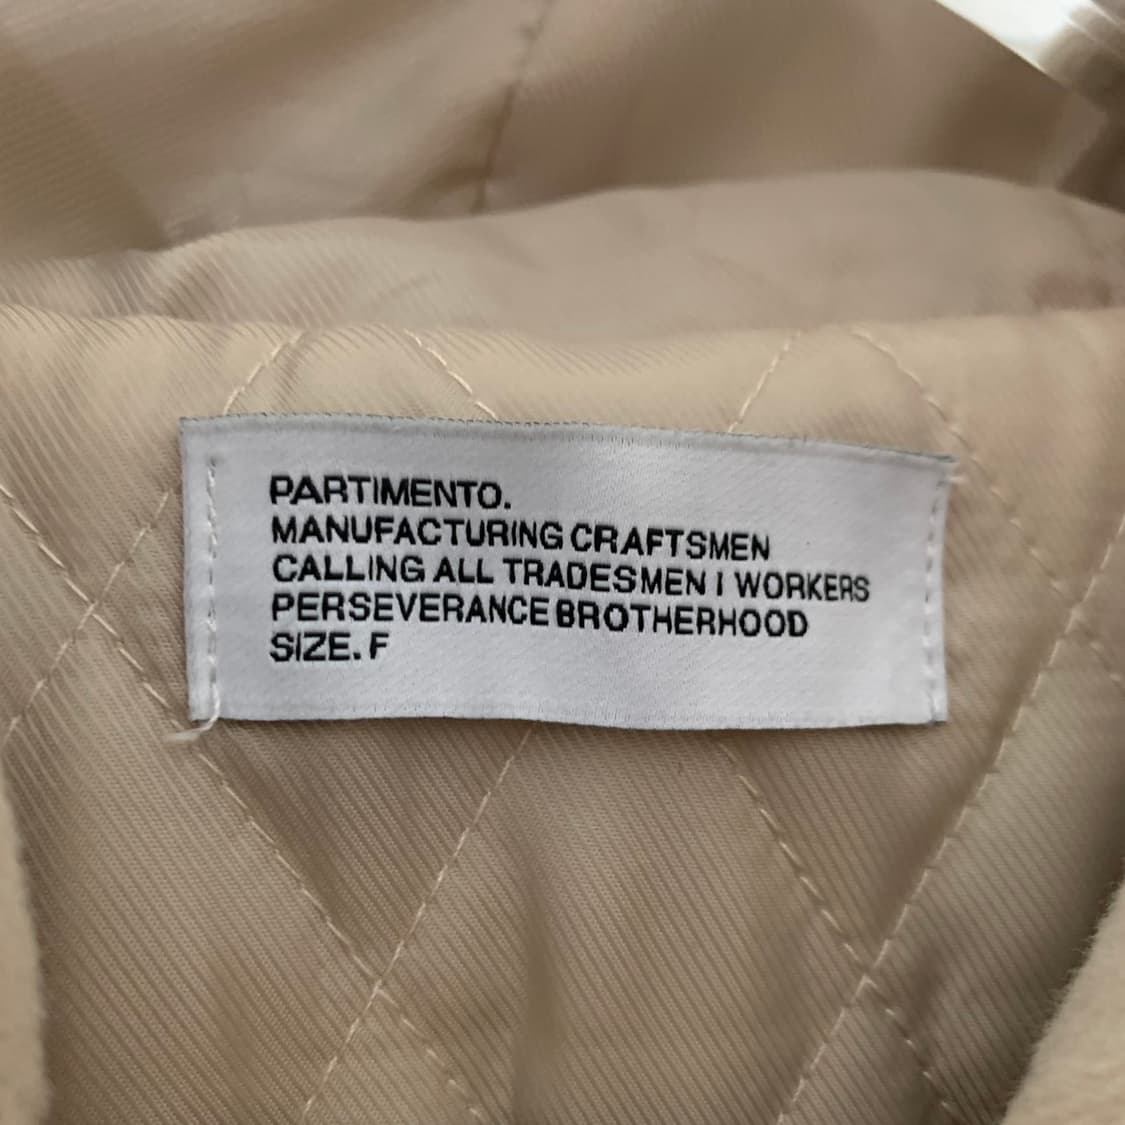 PARTIMENTO.
MANUFACTURING CRAFTSMEN
CALLING ALL TRADESMEN I WORKERS
PERSEVERANCE BROTHERHOOD
SIZE. F